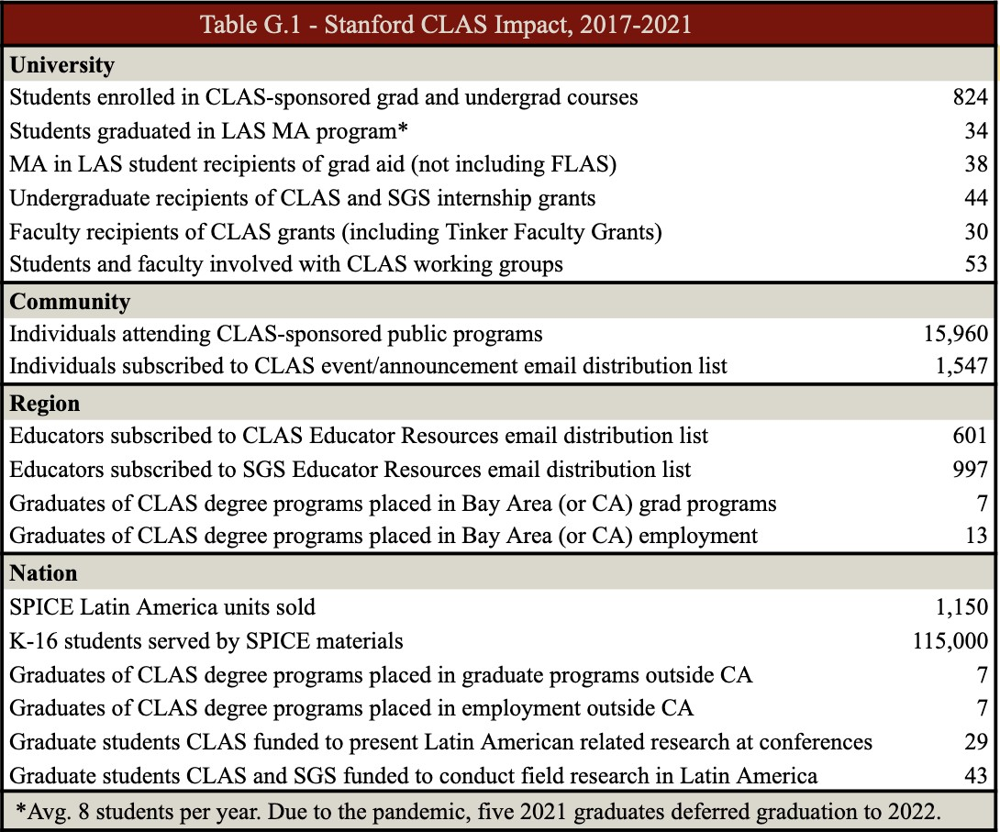 Table G.1 - Stanford CLAS Impact, 2017-2021
University
Students enrolled in CLAS-sponsored grad and undergrad courses 824
Students graduated in LAS MA program* 34
MA in LAS student recipients of grad aid (not including FLAS) 38
Undergraduate recipients of CLAS and SGS internship grants 44
Faculty recipients of CLAS grants (including Tinker Faculty Grants) 30
Students and faculty involved with CLAS working groups 53
Community
Individuals attending CLAS-sponsored public programs 15,960
Individuals subscribed to CLAS event/announcement email distribution list 1,547
Region
Educators subscribed to CLAS Educator Resources email distribution list 601
Educators subscribed to SGS Educator Resources email distribution list 997
Graduates of CLAS degree programs placed in Bay Area (or CA) grad programs 7
Graduates of CLAS degree programs placed in Bay Area (or CA) employment 13
Nation
SPICE Latin America units sold 1,150
K-16 students served by SPICE materials 115,000
Graduates of CLAS degree programs placed in graduate programs outside CA 7
Graduates of CLAS degree programs placed in employment outside CA 7
Graduate students CLAS funded to present Latin American related research at conferences 29
Graduate students CLAS and SGS funded to conduct field research in Latin America 43
*Avg. 8 students per year. Due to the pandemic, five 2021 graduates deferred graduation to 2022.